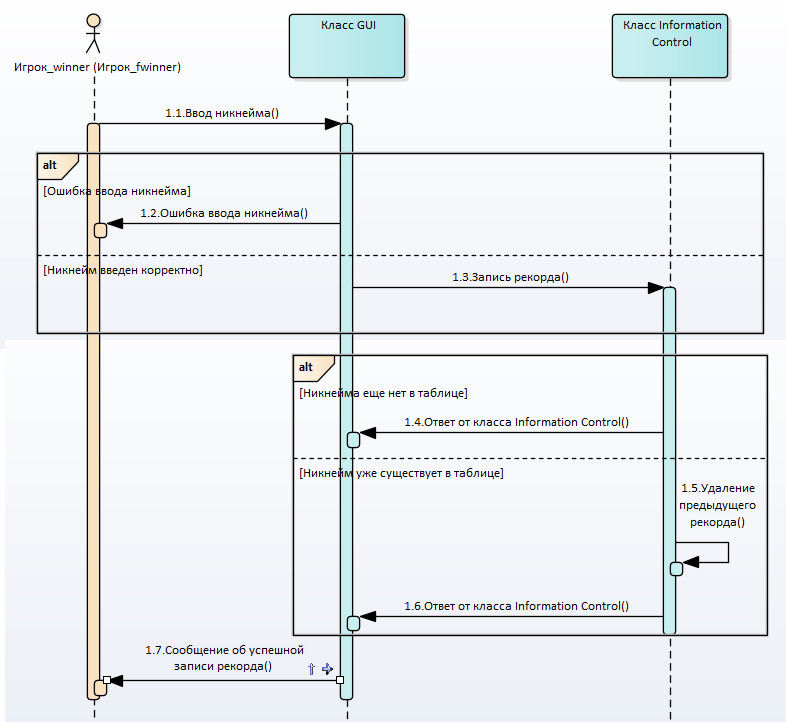 Класс GUI
Класс Information
Control
Игрок_winner (Игрок_fwinner)
1.1.Ввод никнейма()
alt
[Ошибка ввода никнейма]
1.2.Ошибка ввода никнейма()
[Никнейм введен корректно]
1.3.Запись рекорда()
alt
[Никнейма еще нет в таблице]
1.4.Ответ от класса Information Control()
[Никнейм уже существует в таблице]
1.5.Удаление
предыдущего
рекорда()
1.6.Ответ от класса Information Control()
1.7.Сообщение об успешной
записи рекорда()